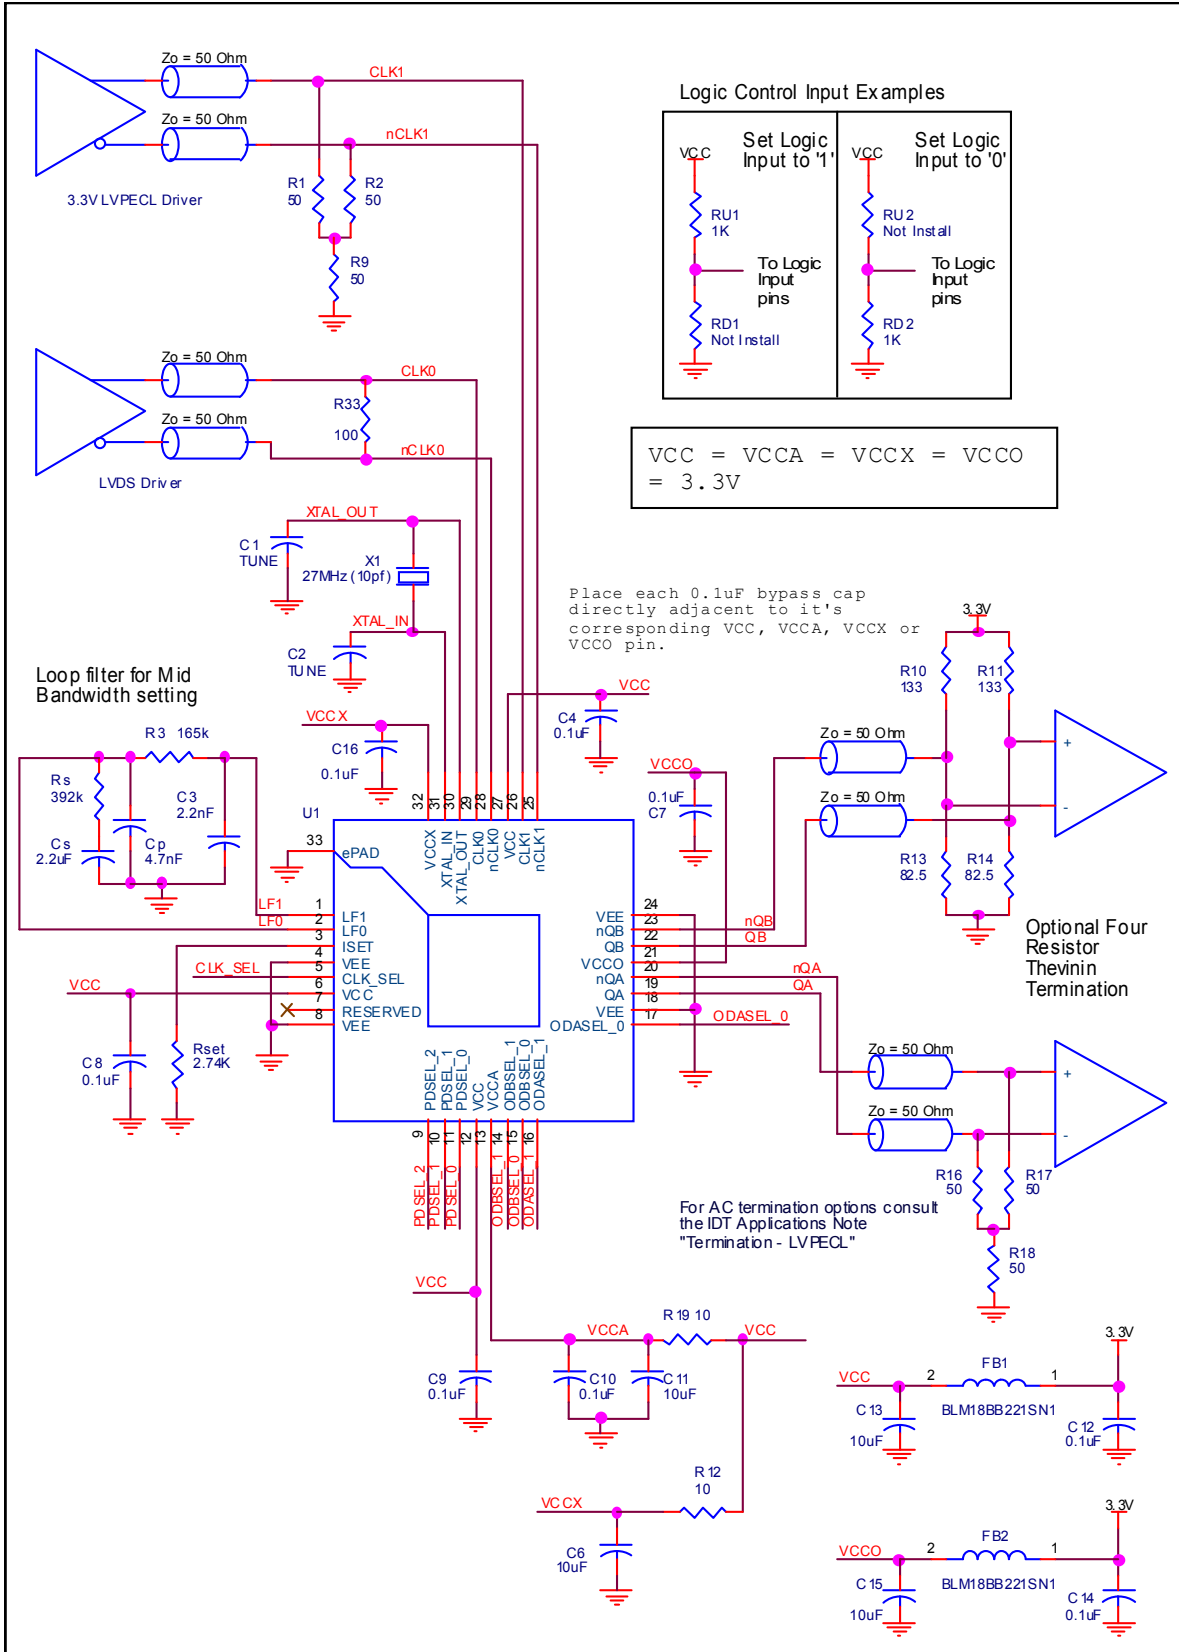 Zo = 50 Ohm
CLK1
Zo = 50 Ohm
nCLK1
3.3V LVPECL Driver
R1
50
R2
50
R9
50
Logic Control Input Examples
Set Logic
Input to '1'
VCC
RU1
1K
To Logic
Input
pins
RD1
Not Install
Set Logic
Input to '0'
VCC
RU2
Not Install
To Logic
Input
pins
RD2
1K
Zo = 50 Ohm
CLK0
R33
100
Zo = 50 Ohm
nCLK0
LVDS Driver
VCC = VCCA = VCCX = VCCO
= 3.3V
XTAL_OUT
C1
TUNE
X1
27MHz (10pf)
XTAL_IN
C2
TUNE
Place each 0.1uF bypass cap
directly adjacent to it's
corresponding VCC, VCCA, VCCX or
VCCO pin.
3.3V
R10
133
R11
133
Loop filter for Mid
Bandwidth setting
R3 165k
Rs
392k
C3
2.2nF
Cs
2.2uF
Cp
4.7nF
VCCX
C16
0.1uF
VCC
C4
0.1uF
VCCO
0.1uF
C7
Zo = 50 Ohm
Zo = 50 Ohm
+
-
R13
82.5
R14
82.5
Optional Four
Resistor
Thevinin
Termination
U1
32
31
30
29
28
27
26
25
VCCX
XTAL_IN
XTAL_OUT
CLK0
nCLK0
VCC
CLK1
nCLK1
33
ePAD
LF1
1
LF1
LF0
2
LF0
3
ISET
4
VEE
CLK_SEL
5
CLK_SEL
VCC
6
VCC
7
RESERVED
8
VEE
24
VEE
23
nQB
nQB
22
QB
QB
21
VCCO
20
nQA
nQA
19
QA
QA
18
VEE
17
ODASEL_0
ODASEL_0
C8
0.1uF
Rset
2.74K
PDSEL_2
PDSEL_1
PDSEL_0
VCC
VCCA
ODBSEL_1
ODBSEL_0
ODASEL_1
9
10
11
12
13
14
15
16
PDSEL_2
PDSEL_1
PDSEL_0
ODBSEL_1
ODBSEL_0
ODASEL_1
Zo = 50 Ohm
Zo = 50 Ohm
+
-
R16
50
R17
50
R18
50
For AC termination options consult
the IDT Applications Note
"Termination - LVPECL"
VCC
C9
0.1uF
VCCA
R19 10
VCC
C10
0.1uF
C11
10uF
R12
10
VCCX
C6
10uF
3.3V
VCC
2
FB1
1
BLM18BB221SN1
C13
10uF
C12
0.1uF
3.3V
VCCO
2
FB2
1
BLM18BB221SN1
C15
10uF
C14
0.1uF